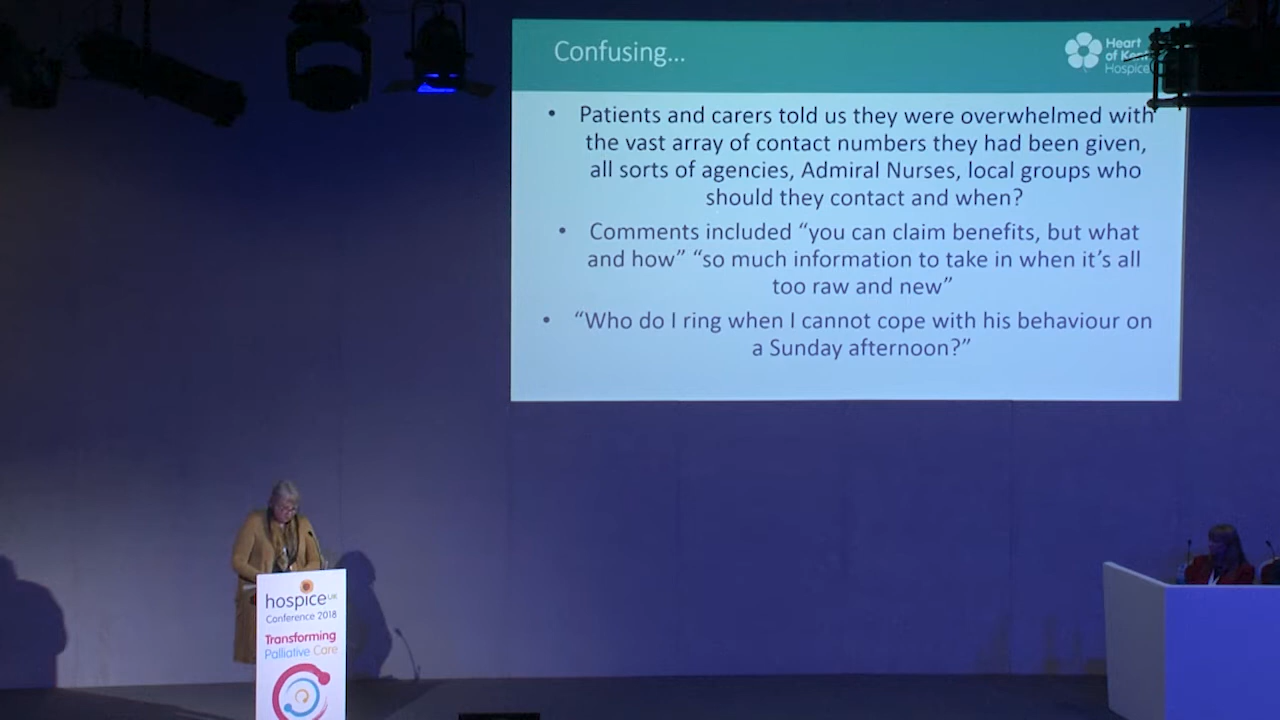 Confusing...
Heart
of Kent
Hospice
• Patients and carers told us they were overwhelmed with
the vast array of contact numbers they had been given,
all sorts of agencies, Admiral Nurses, local groups who
should they contact and when?
• Comments included “you can claim benefits, but what
and how” “so much information to take in when it’s all
too raw and new”
• “Who do I ring when I cannot cope with his behaviour on
a Sunday afternoon?”
hospice UK
Conference 2018
Transforming
Palliative Care